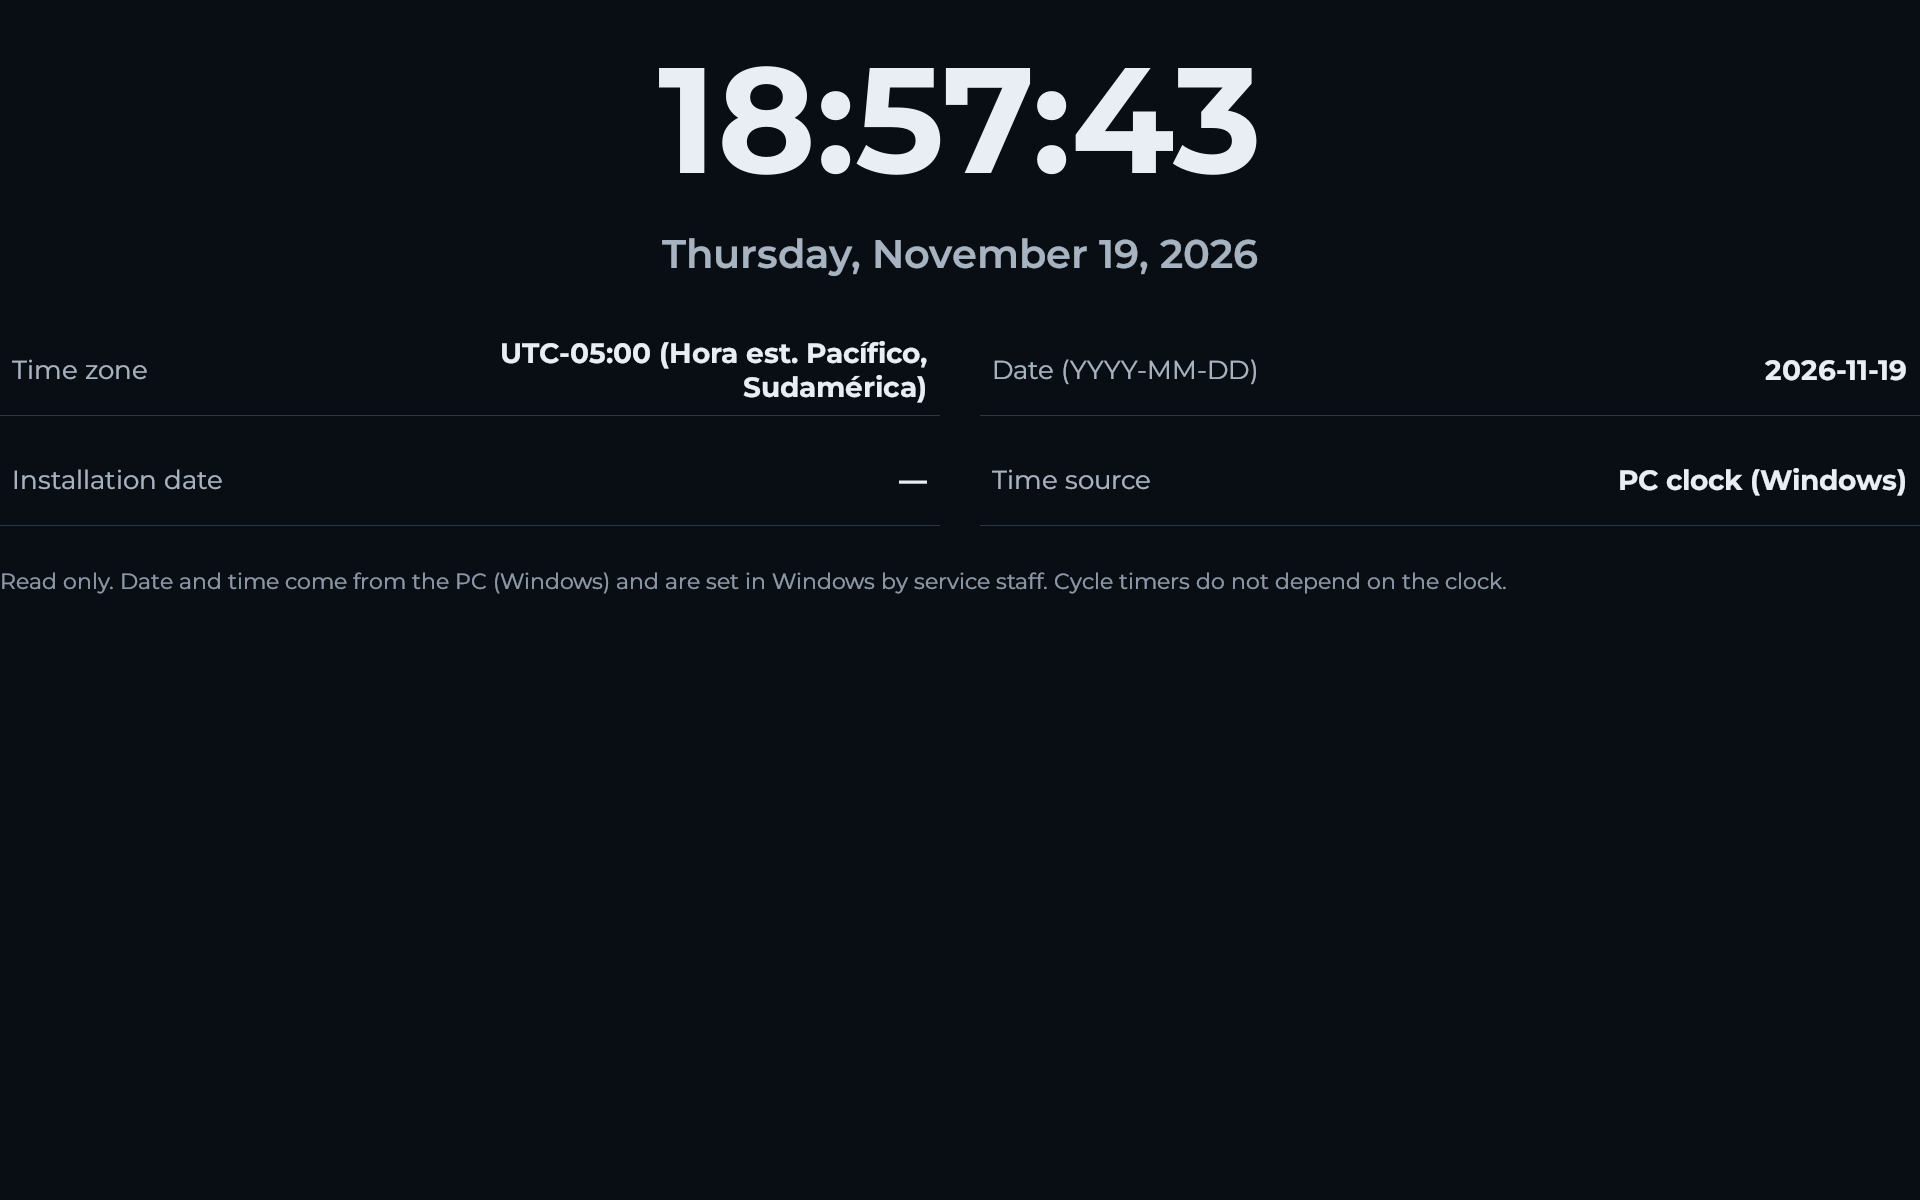 18:57:43
Thursday, November 19, 2026
Time zone
UTC-05:00 (Hora est. Pacífico,
Sudamérica)
Date (YYYY-MM-DD)
2026-11-19
Installation date
—
Time source
PC clock (Windows)
Read only. Date and time come from the PC (Windows) and are set in Windows by service staff. Cycle timers do not depend on the clock.